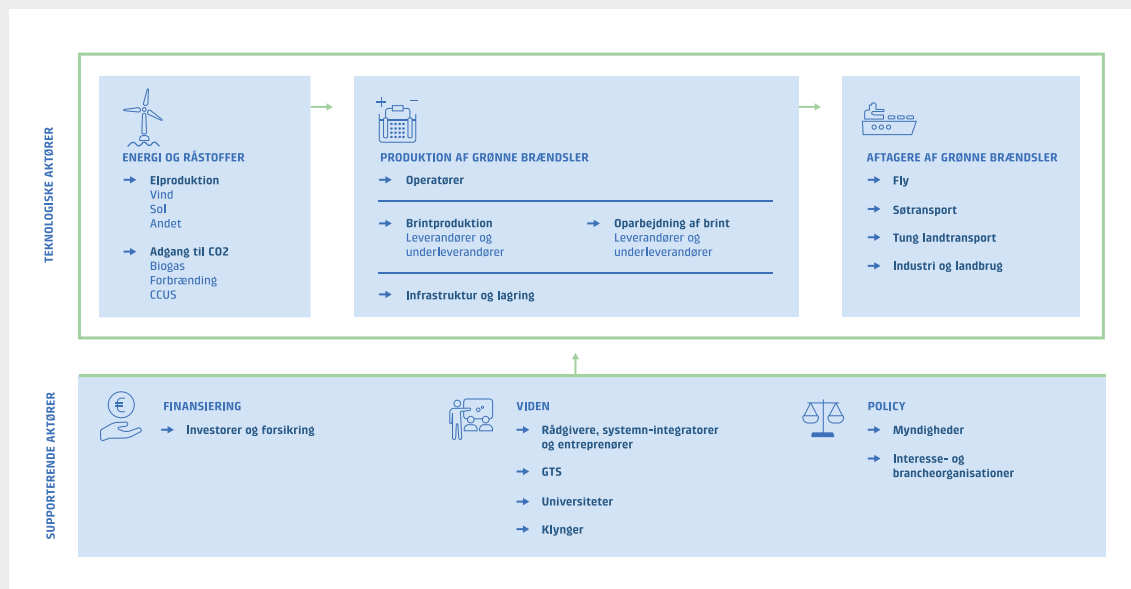 TEKNOLOGISKE AKTØRER
ENERGI OG RÅSTOFFER
Elproduktion
Vind
Sol
Andet
Adgang til CO2
Biogas
Forbrænding
CCUS
PRODUKTION AF GRØNNE BRÆNDSLER
Operatører
Brintproduktion
Leverandører og
underleverandører
Oparbejdning af brint
Leverandører og
underleverandører
Infrastruktur og lagring
AFTAGERE AF GRØNNE BRÆNDSLER
Fly
Søtransport
Tung landtransport
Industri og landbrug
SUPPORTERENDE AKTØRER
FINANSIERING
Investorer og forsikring
VIDEN
Rådgivere, systemn-integratorer
og entreprenører
GTS
Universiteter
Klynger
POLICY
Myndigheder
Interesse- og
brancheorganisationer